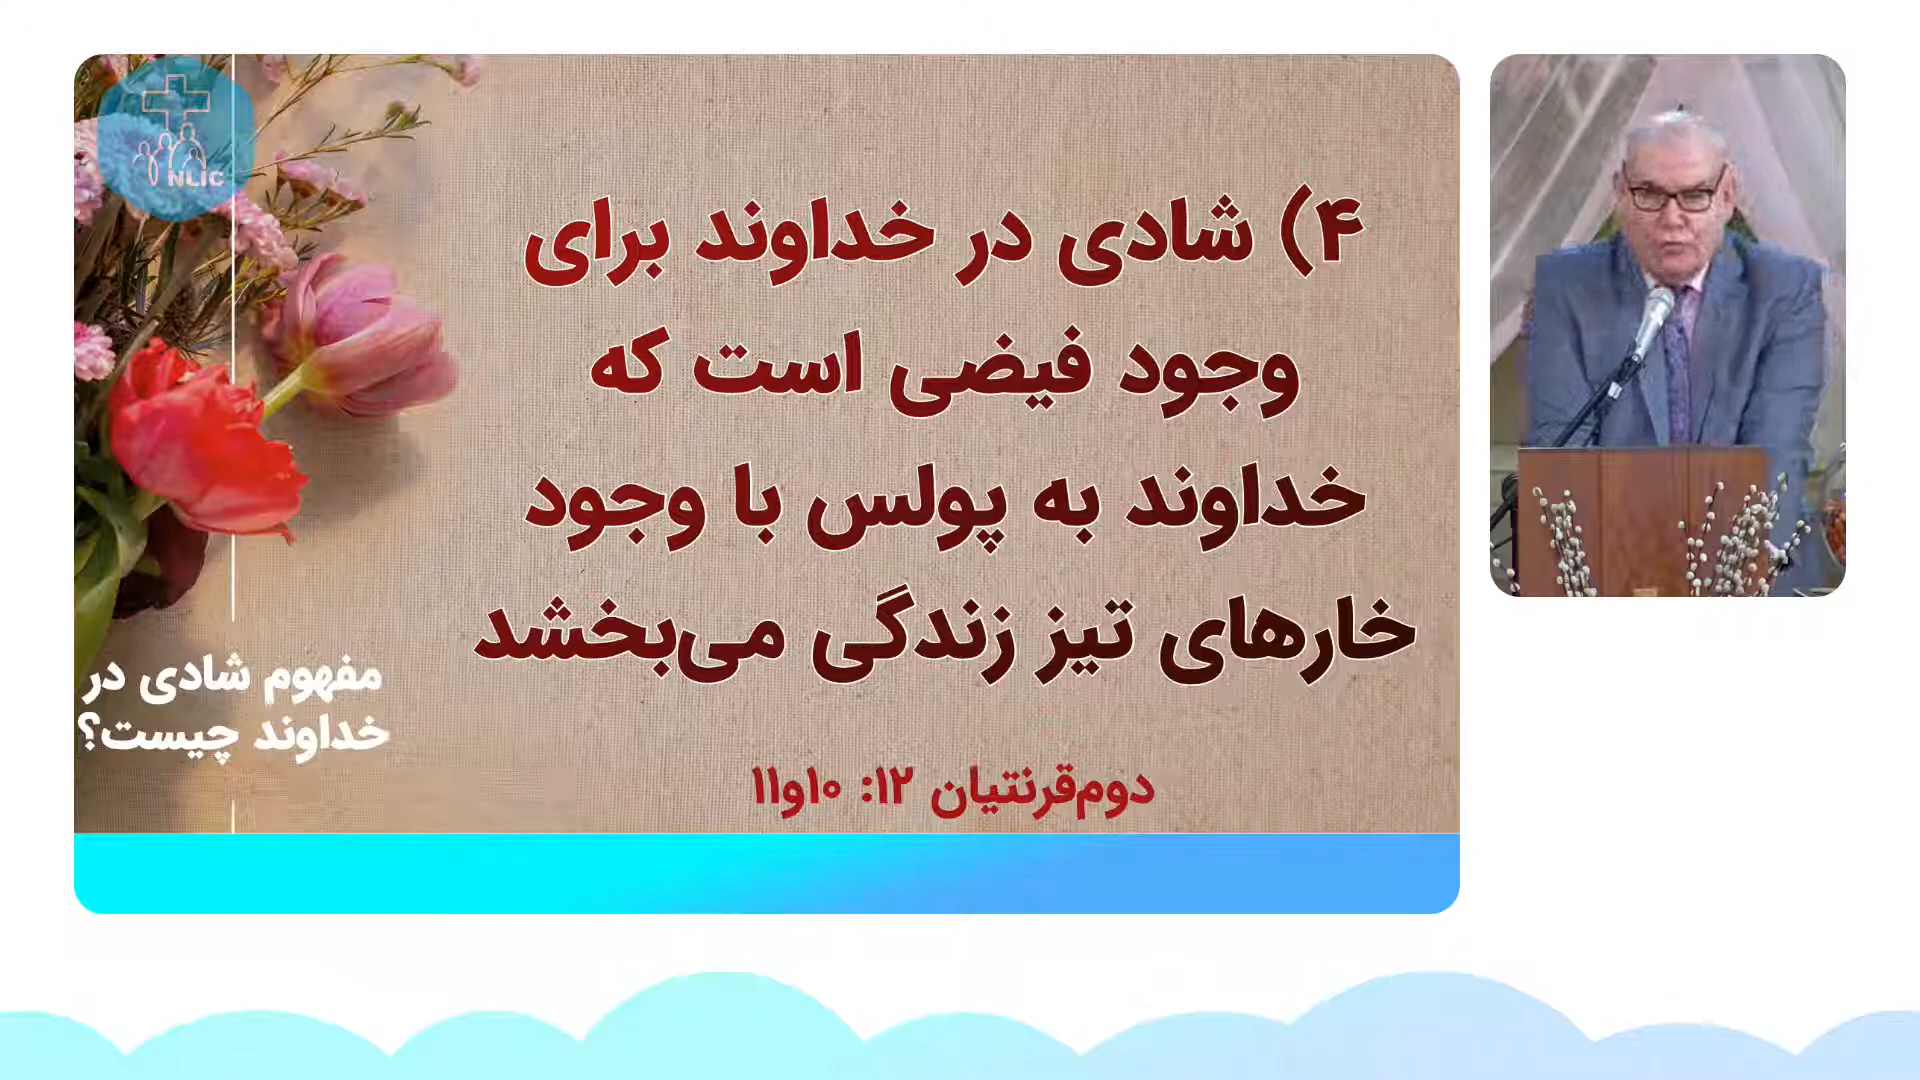 NLIC
۴) شادی در خداوند برای
وجود فیضی است که
خداوند به پولس با وجود
خارهای تیز زندگی می‌بخشد
دوم‌قرنتیان ۱۲: ۱۰و۱۱
مفهوم شادی در
خداوند چیست؟